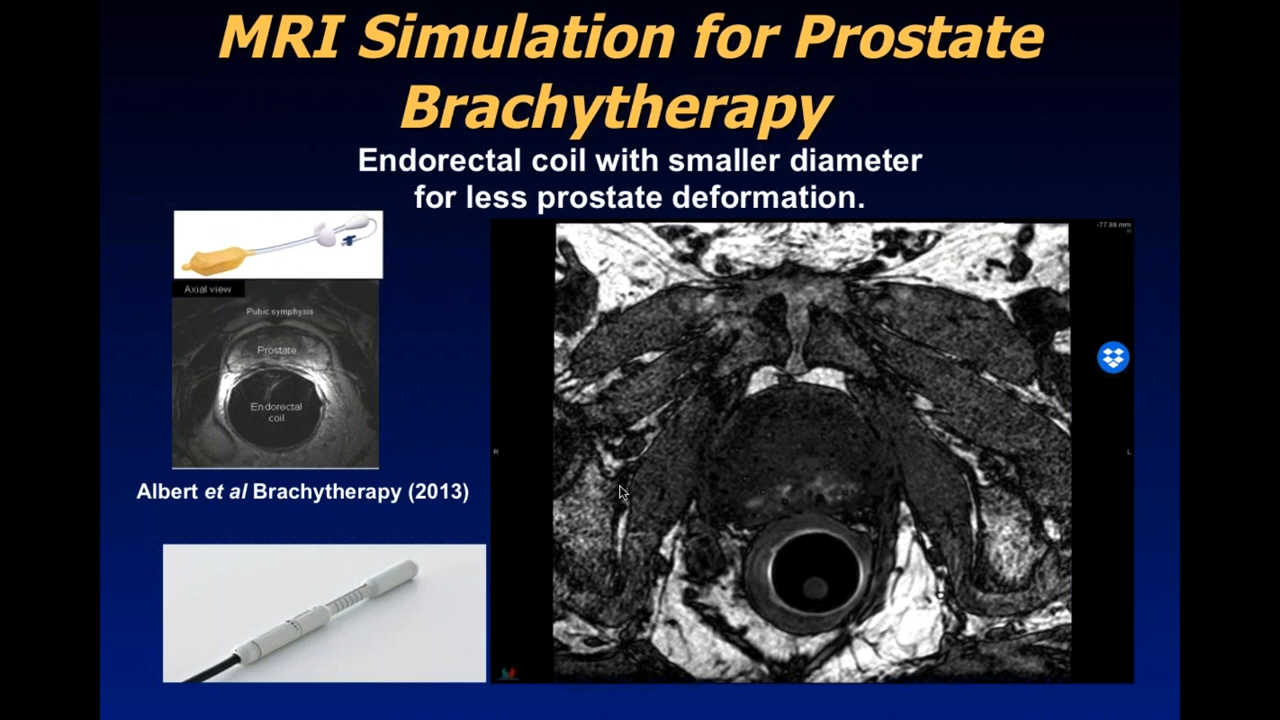 MRI Simulation for Prostate
Brachytherapy
Endorectal coil with smaller diameter
for less prostate deformation.
Axial view
Pubic symphysis
Prostate
Endorectal
coil
Albert et al Brachytherapy (2013)
-77.88 mm
R
L